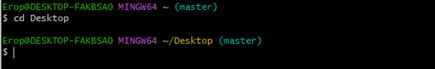 Erop@DESKTOP-FAKBSAO MINGW64 ~ (master)
$ cd Desktop
Erop@DESKTOP-FAKBSAO MINGW64 ~/Desktop (master)
$